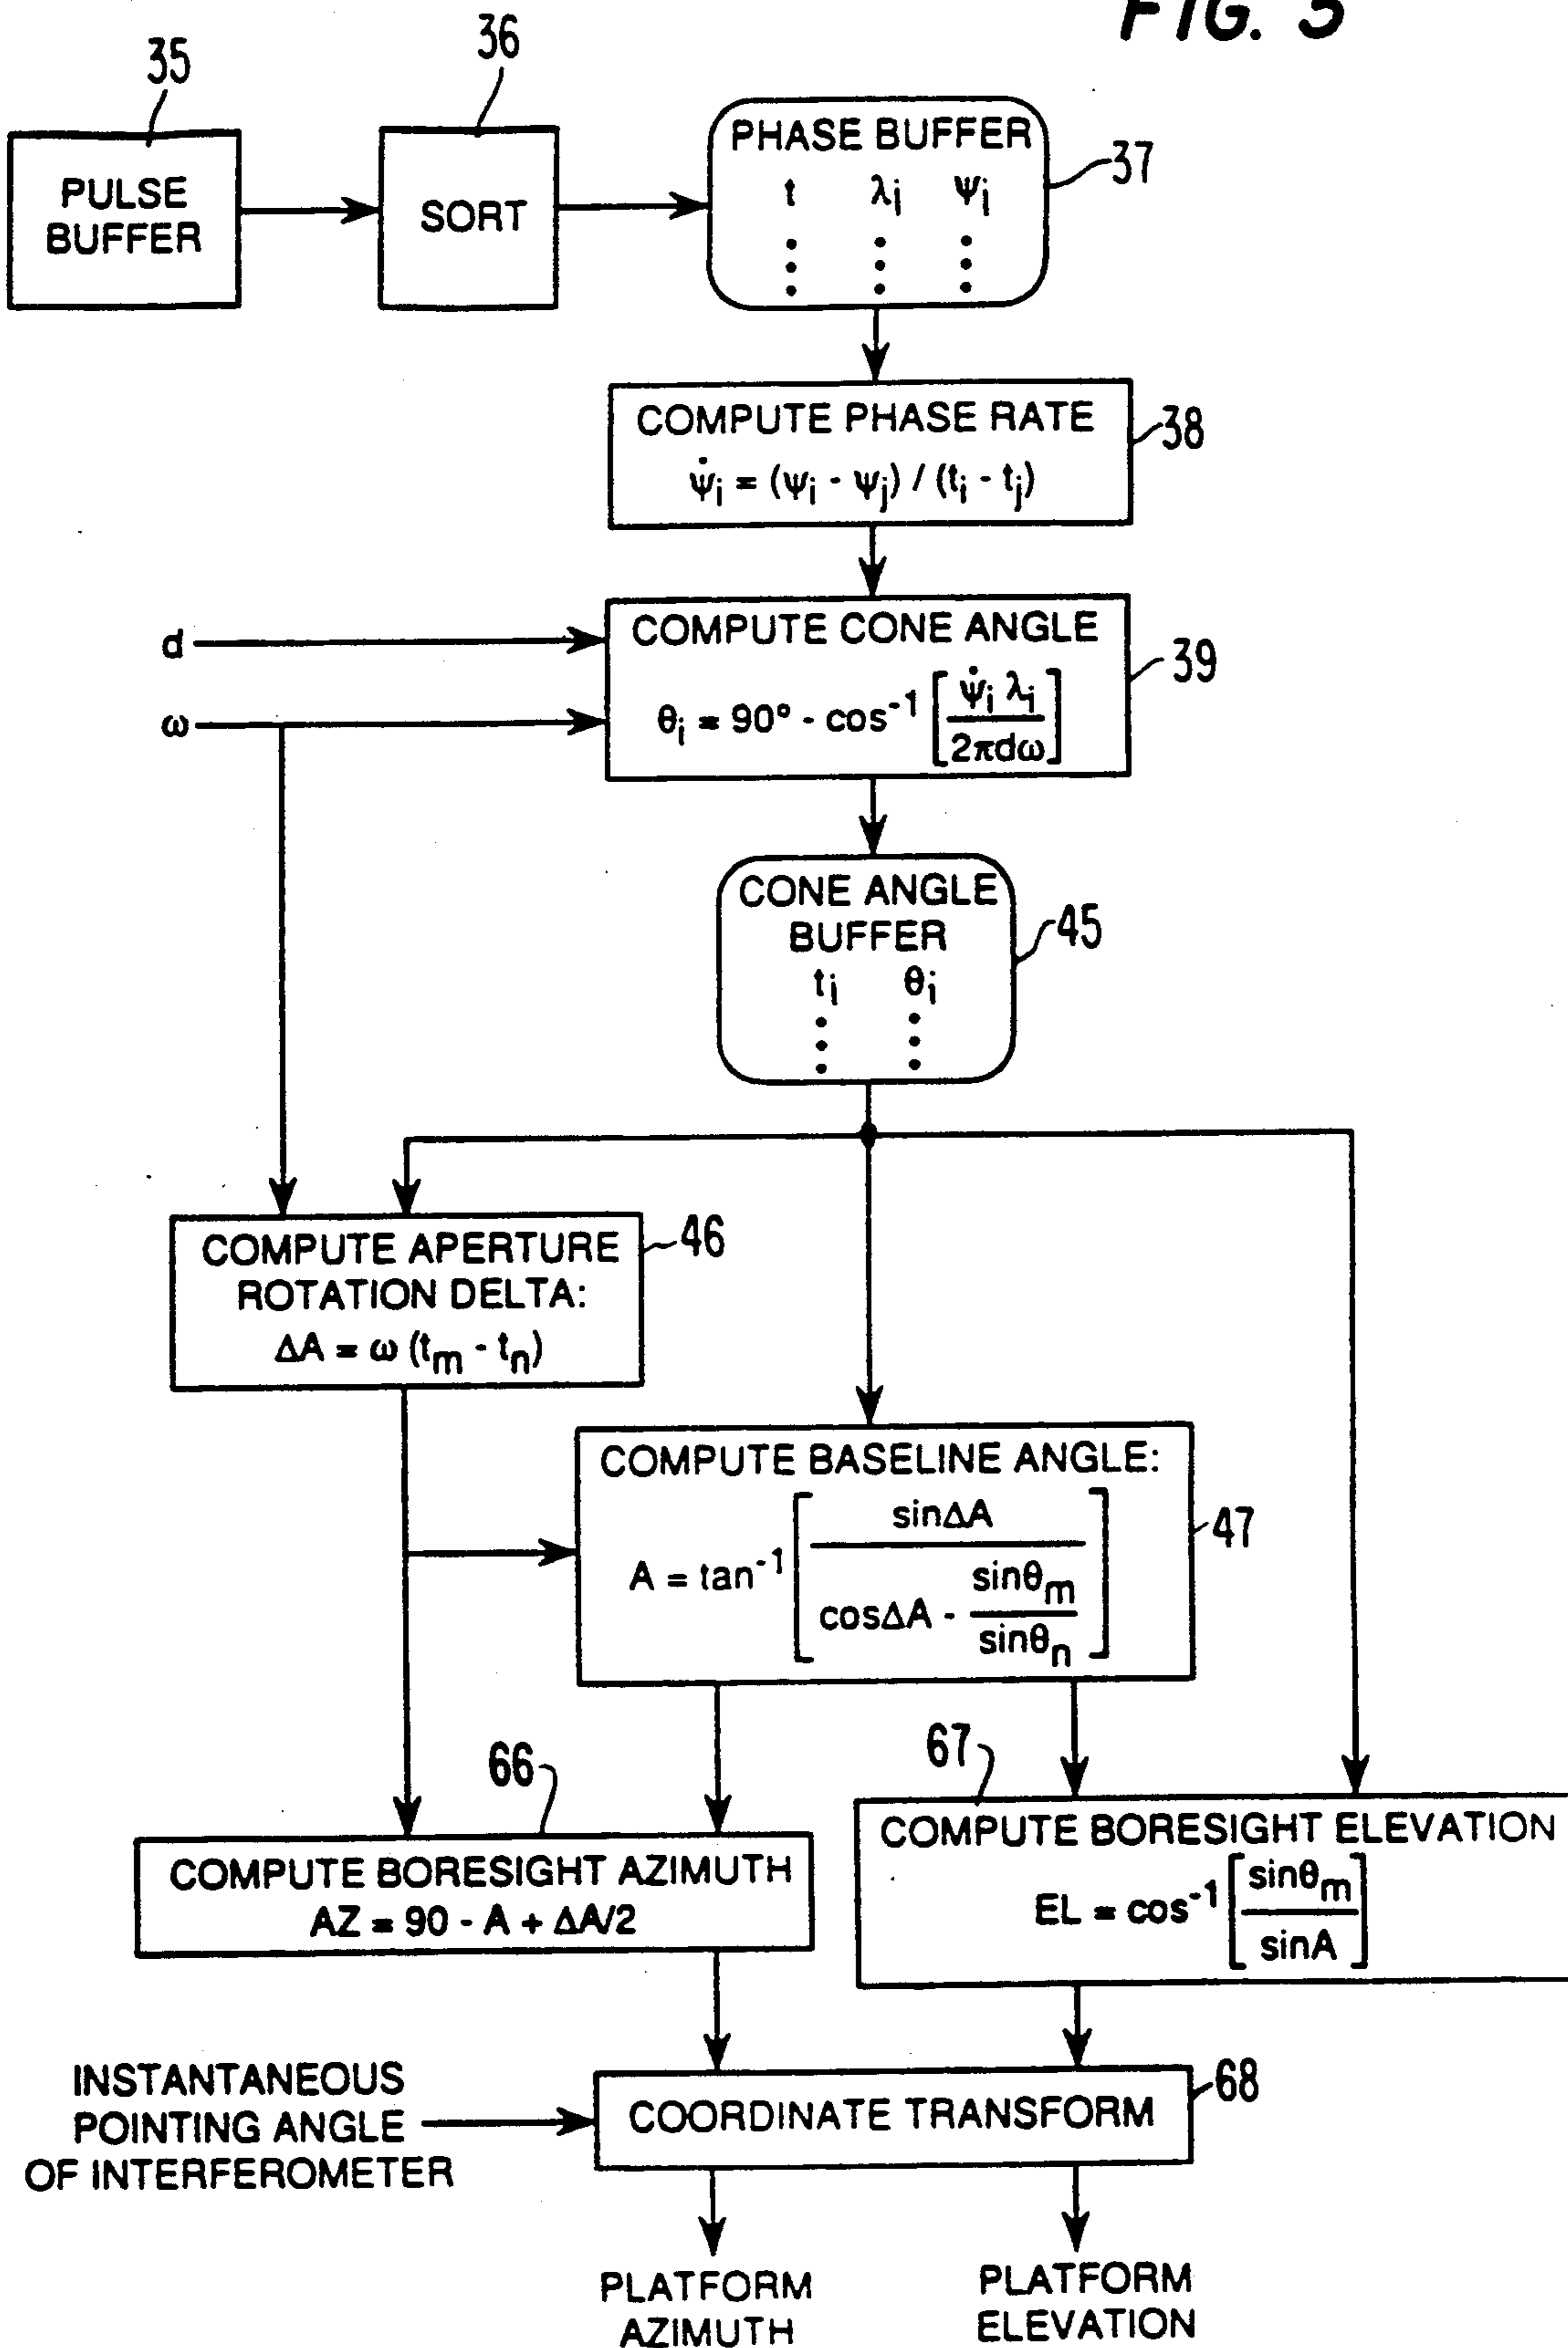 FIG. 3
35
36
PULSE
BUFFER
SORT
PHASE BUFFER
t λi ψi
37
COMPUTE PHASE RATE
ψ̇i = (ψi - ψj) / (ti - tj)
38
d
ω
COMPUTE CONE ANGLE
θi = 90° - cos⁻¹ [ψ̇i λi / 2πdω]
39
CONE ANGLE
BUFFER
ti θi
45
COMPUTE APERTURE
ROTATION DELTA:
ΔA = ω (tm - tn)
46
COMPUTE BASELINE ANGLE:
A = tan⁻¹ [sinΔA / (cosΔA - sinθm / sinθn)]
47
66
COMPUTE BORESIGHT AZIMUTH
AZ = 90 - A + ΔA/2
67
COMPUTE BORESIGHT ELEVATION
EL = cos⁻¹ [sinθm / sinA]
INSTANTANEOUS
POINTING ANGLE
OF INTERFEROMETER
COORDINATE TRANSFORM
68
PLATFORM
AZIMUTH
PLATFORM
ELEVATION